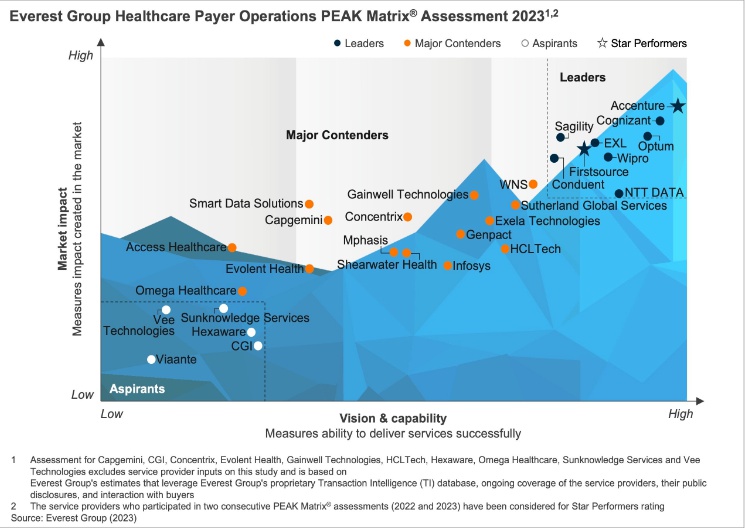 Everest Group Healthcare Payer Operations PEAK Matrix® Assessment 2023¹,²
Leaders
Major Contenders
Aspirants
Star Performers
High
Leaders
Accenture
Cognizant
Sagility
Major Contenders
EXL
Optum
Wipro
Firstsource
WNS
Conduent
NTT DATA
Gainwell Technologies
Smart Data Solutions
Sutherland Global Services
Capgemini
Concentrix
Exela Technologies
Mphasis
Genpact
Access Healthcare
HCLTech
Evolent Health
Shearwater Health
Infosys
Omega Healthcare
Vee
Technologies
Sunknowledge Services
Hexaware
CGI
Viaante
Aspirants
Market impact
Measures impact created in the market
Low
Low
High
Vision & capability
Measures ability to deliver services successfully
1 Assessment for Capgemini, CGI, Concentrix, Evolent Health, Gainwell Technologies, HCLTech, Hexaware, Omega Healthcare, Sunknowledge Services and Vee
Technologies excludes service provider inputs on this study and is based on
Everest Group's estimates that leverage Everest Group's proprietary Transaction Intelligence (TI) database, ongoing coverage of the service providers, their public
disclosures, and interaction with buyers
2 The service providers who participated in two consecutive PEAK Matrix® assessments (2022 and 2023) have been considered for Star Performers rating
Source: Everest Group (2023)